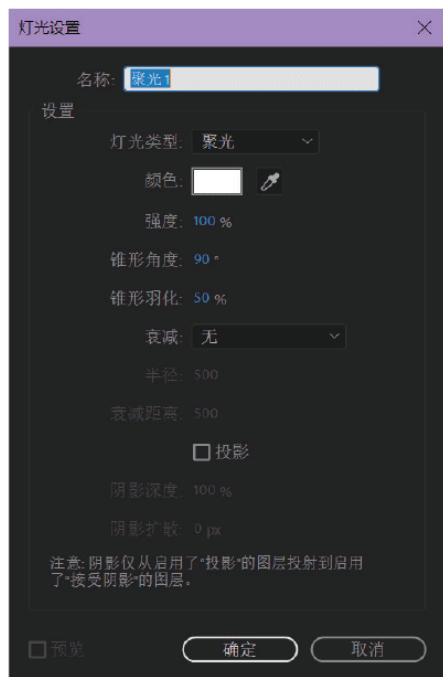 灯光设置
名称: 聚光 1
设置
灯光类型: 聚光
颜色:
强度: 100 %
锥形角度: 90 °
锥形羽化: 50 %
衰减: 无
半径: 500
衰减距离: 500
投影
阴影深度: 100 %
阴影扩散: 0 px
注意: 阴影仅从启用了“投影”的图层投射到启用
了“接受阴影”的图层。
预览 确定 取消